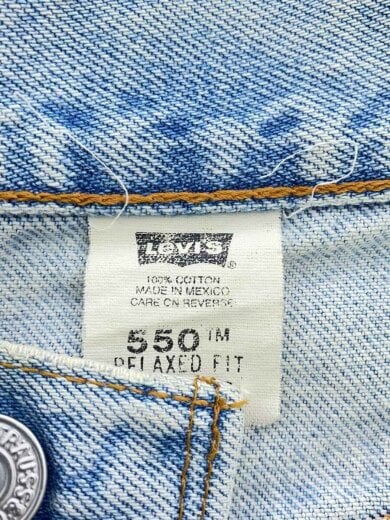 Levi's
®
100% COTTON
MADE IN MEXICO
CARE ON REVERSE
550 TM
RELAXED FIT